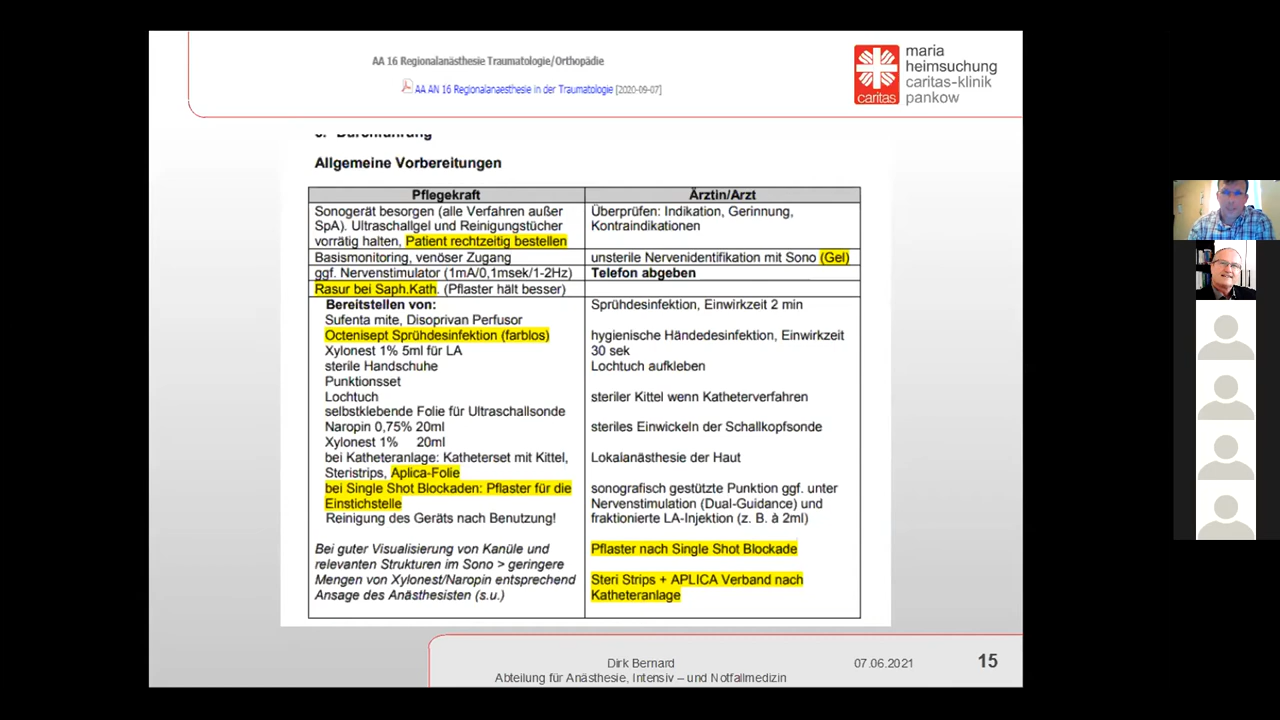 AA 16 Regionalanästhesie Traumatologie/Orthopädie
AA AN 16 Regionalanaesthesie in der Traumatologie [2020-09-07]
maria
heimsuchung
caritas-klinik
pankow
caritas
Durchführung
Allgemeine Vorbereitungen
Pflegekraft
Sonogerät besorgen (alle Verfahren außer
SpA). Ultraschallgel und Reinigungstücher
vorrätig halten, Patient rechtzeitig bestellen
Basismonitoring, venöser Zugang
ggf. Nervenstimulator (1mA/0,1msek/1-2Hz)
Rasur bei Saph.Kath. (Pflaster hält besser)
Bereitstellen von:
Sufenta mite, Disoprivan Perfusor
Octenisept Sprühdesinfektion (farblos)
Xylonest 1% 5ml für LA
sterile Handschuhe
Punktionsset
Lochtuch
selbstklebende Folie für Ultraschallsonde
Naropin 0,75% 20ml
Xylonest 1% 20ml
bei Katheteranlage: Katheterset mit Kittel,
Steristrips, Aplica-Folie
bei Single Shot Blockaden: Pflaster für die
Einstichstelle
Reinigung des Geräts nach Benutzung!
Bei guter Visualisierung von Kanüle und
relevanten Strukturen im Sono > geringere
Mengen von Xylonest/Naropin entsprechend
Ansage des Anästhesisten (s.u.)
Ärztin/Arzt
Überprüfen: Indikation, Gerinnung,
Kontraindikationen
unsterile Nervenidentifikation mit Sono (Gel)
Telefon abgeben
Sprühdesinfektion, Einwirkzeit 2 min
hygienische Händedesinfektion, Einwirkzeit
30 sek
Lochtuch aufkleben
steriler Kittel wenn Katheterverfahren
steriles Einwickeln der Schallkopfsonde
Lokalanästhesie der Haut
sonografisch gestützte Punktion ggf. unter
Nervenstimulation (Dual-Guidance) und
fraktionierte LA-Injektion (z. B. à 2ml)
Pflaster nach Single Shot Blockade
Steri Strips + APLICA Verband nach
Katheteranlage
Dirk Bernard
Abteilung für Anästhesie, Intensiv – und Notfallmedizin
07.06.2021
15